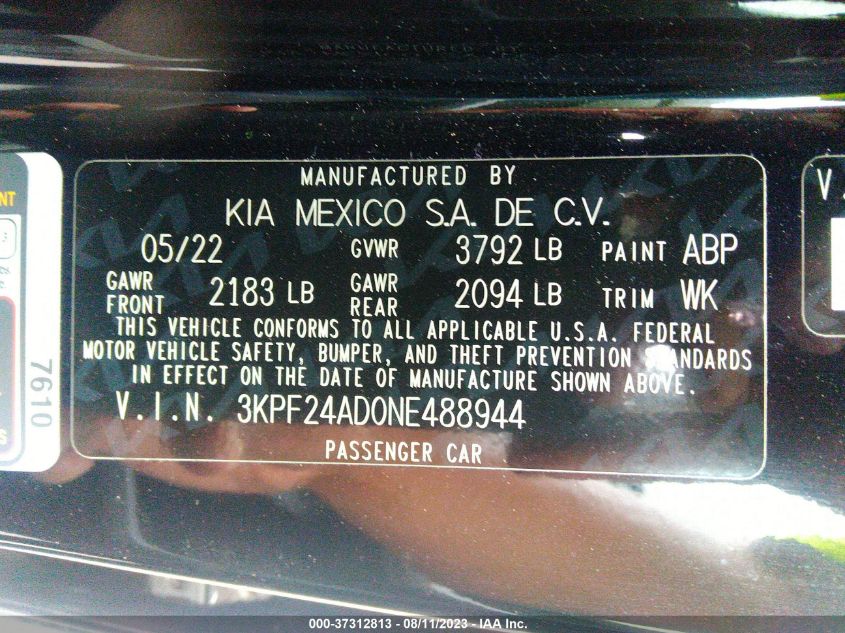 MANUFACTURED BY
KIA MEXICO S.A. DE C.V.
05/22 GVWR 3792 LB PAINT ABP
GAWR FRONT 2183 LB GAWR REAR 2094 LB TRIM WK
THIS VEHICLE CONFORMS TO ALL APPLICABLE U.S.A. FEDERAL
MOTOR VEHICLE SAFETY, BUMPER, AND THEFT PREVENTION STANDARDS
IN EFFECT ON THE DATE OF MANUFACTURE SHOWN ABOVE.
V.I.N. 3KPF24AD0NE488944
PASSENGER CAR
7610
NT
S
V.
000-37312813 - 08/11/2023 - IAA Inc.